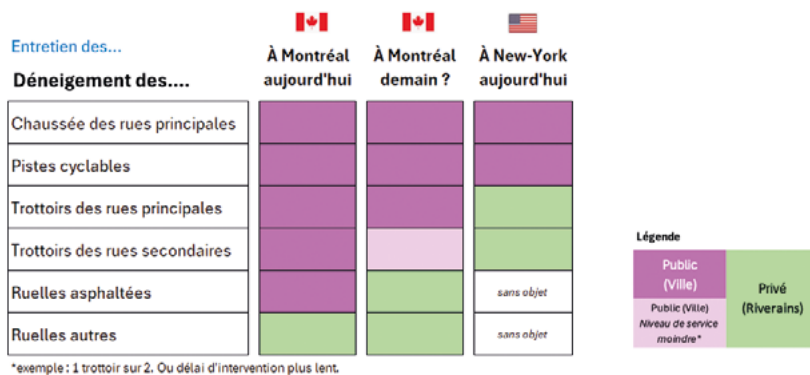 Entretien des...
Déneigement des....
À Montréal
aujourd'hui
À Montréal
demain ?
À New-York
aujourd'hui
Chaussée des rues principales
Pistes cyclables
Trottoirs des rues principales
Trottoirs des rues secondaires
Ruelles asphaltées
sans objet
Ruelles autres
sans objet
*exemple : 1 trottoir sur 2. Ou délai d'intervention plus lent.
Légende
Public
(Ville)
Public (Ville)
Niveau de service
moindre*
Privé
(Riverains)